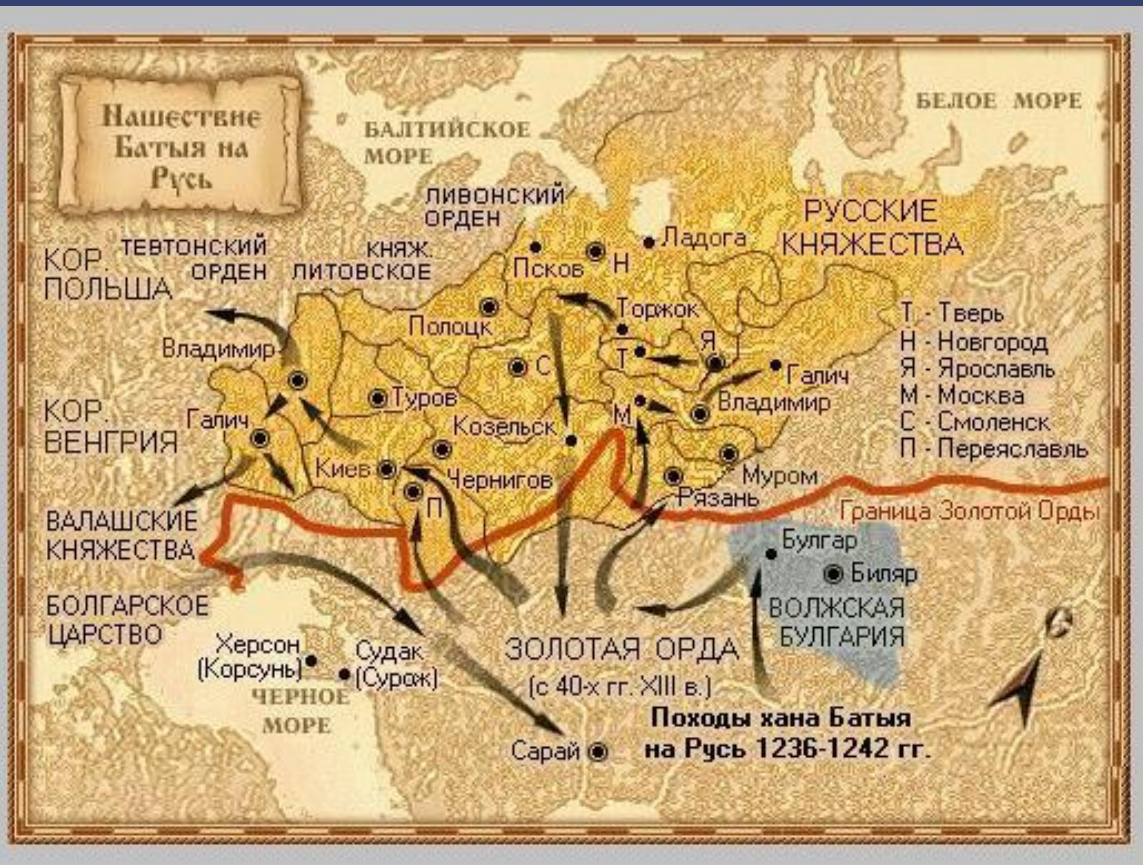 Нашествие
Батыя на
Русь
БАЛТИЙСКОЕ
МОРЕ
БЕЛОЕ МОРЕ
ЛИВОНСКИЙ
ОРДЕН
РУССКИЕ
КНЯЖЕСТВА
КОР.
ПОЛЬША
ТЕВТОНСКИЙ
ОРДЕН
КНЯЖ.
ЛИТОВСКОЕ
Псков
Н
Ладога
Полоцк
Торжок
Т
Я
Галич
Т - Тверь
Н - Новгород
Я - Ярославль
М - Москва
С - Смоленск
П - Переяславль
Владимир
С
Туров
М
Владимир
КОР.
ВЕНГРИЯ
Галич
Козельск
Киев
Чернигов
П
Муром
Рязань
Граница Золотой Орды
ВАЛАШСКИЕ
КНЯЖЕСТВА
Булгар
Биляр
ВОЛЖСКАЯ
БУЛГАРИЯ
БОЛГАРСКОЕ
ЦАРСТВО
Херсон
(Корсунь)
Судак
(Сурож)
ЧЕРНОЕ
МОРЕ
ЗОЛОТАЯ ОРДА
(с 40-х гг. XIII в.)
Сарай
Походы хана Батыя
на Русь 1236-1242 гг.
С